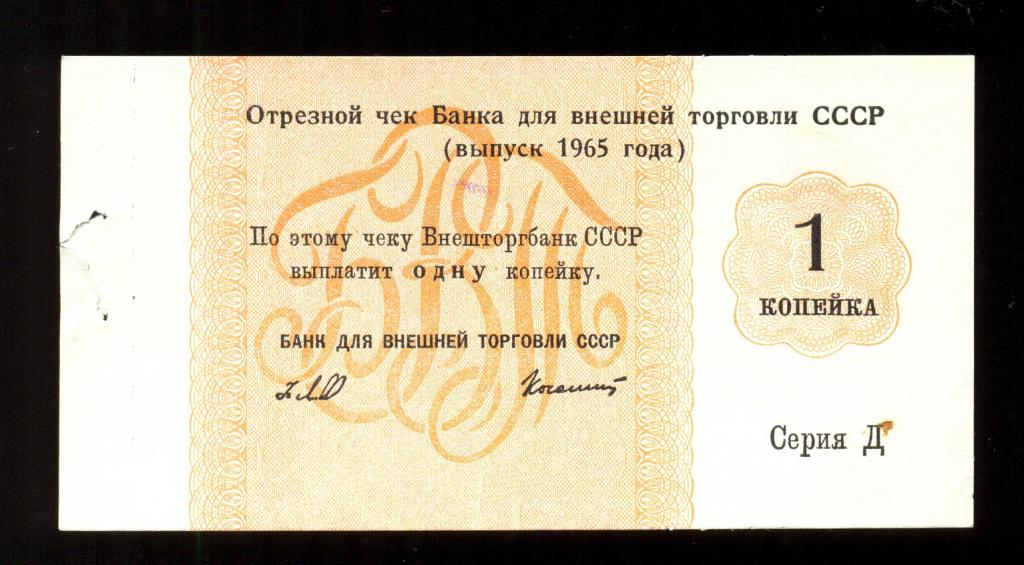 Отрезной чек Банка для внешней торговли СССР
(выпуск 1965 года)
По этому чеку Внешторгбанк СССР
выплатит одну копейку.
БАНК ДЛЯ ВНЕШНЕЙ ТОРГОВЛИ СССР
1
КОПЕЙКА
Серия Д